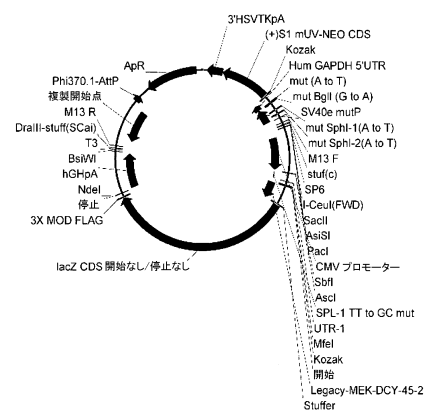 3'HSVTKpA
(+)S1 mUV-NEO CDS
Kozak
Hum GAPDH 5'UTR
mut (A to T)
mut BglI (G to A)
SV40e mutP
mut SphI-1(A to T)
mut SphI-2(A to T)
M13 F
stuf(c)
SP6
I-CeuI(FWD)
SacII
AsiSI
PacI
CMV プロモーター
SbfI
AscI
SPL-1 TT to GC mut
UTR-1
MfeI
Kozak
開始
Legacy-MEK-DCY-45-2
Stuffer
lacZ CDS 開始なし/停止なし
3X MOD FLAG
停止
NdeI
hGHpA
BsiWI
T3
DraIII-stuff(SCai)
M13 R
複製開始点
Phi370.1-AttP
ApR